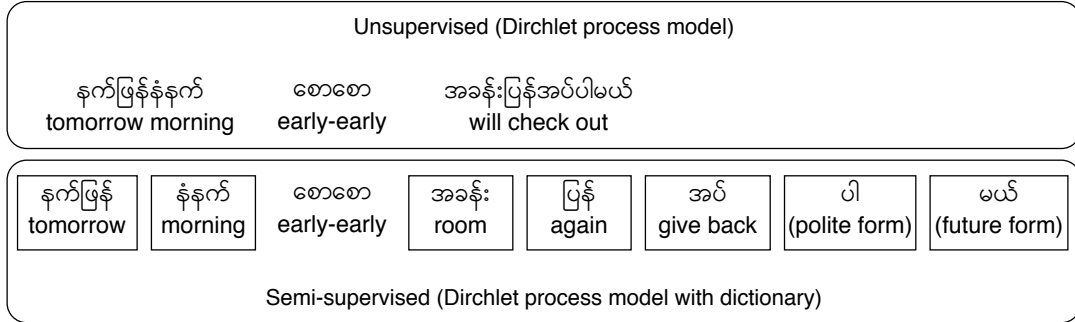 Unsupervised (Dirchlet process model)
နက်ဖြန်နံနက် စောစော အခန်းပြန်အပ်ပါမယ်
tomorrow morning early-early will check out
နက်ဖြန် နံနက် စောစော အခန်း ပြန် အပ် ပါ မယ်
tomorrow morning early-early room again give back (polite form) (future form)
Semi-supervised (Dirchlet process model with dictionary)